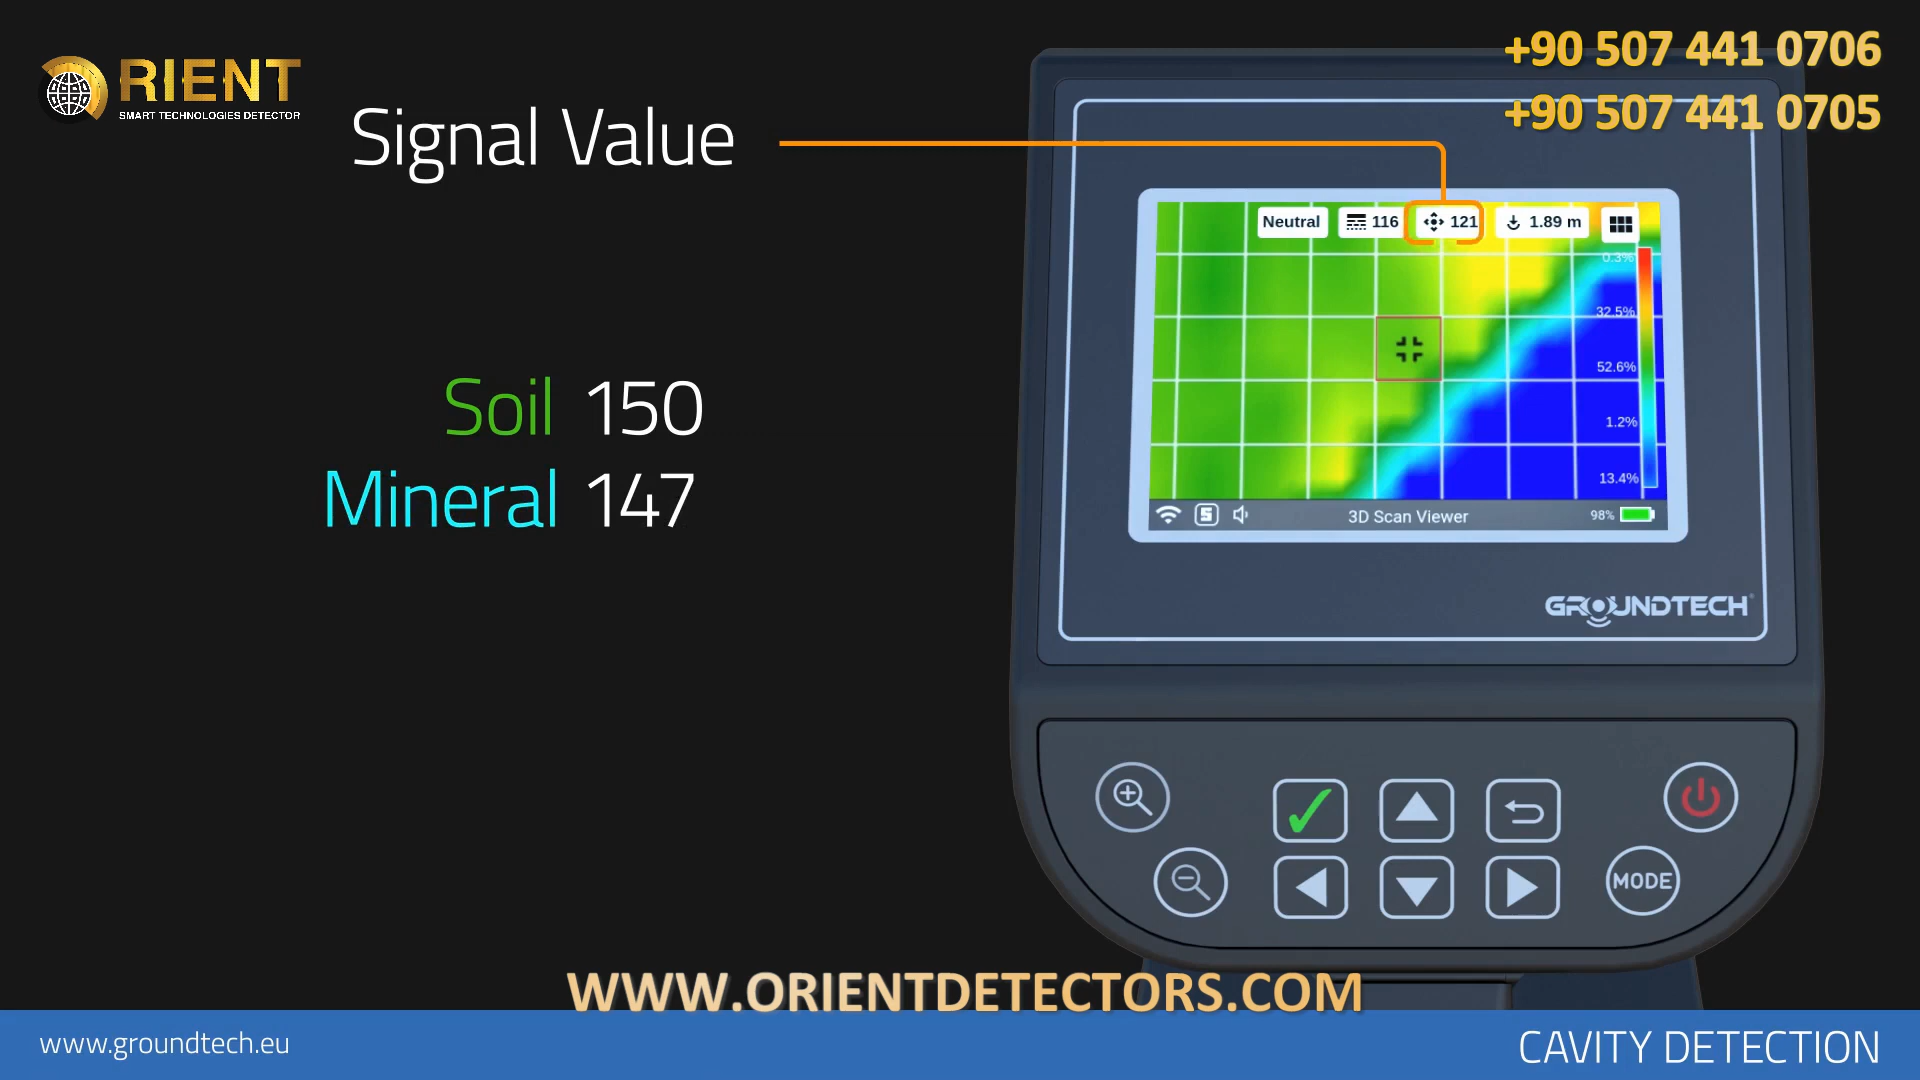 +90 507 441 0706
+90 507 441 0705
RIENT
SMART TECHNOLOGIES DETECTOR
Signal Value
Neutral 116 121 1.89 m
0.3%
32.5%
52.6%
1.2%
13.4%
Soil 150
Mineral 147
S 3D Scan Viewer 98%
GROUNDTECH
MODE
WWW.ORIENTDETECTORS.COM
www.groundtech.eu
CAVITY DETECTION